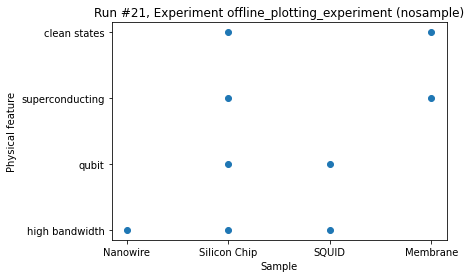 Run #21, Experiment offline_plotting_experiment (nosample)
clean states
superconducting
qubit
high bandwidth
Physical feature
Nanowire Silicon Chip SQUID Membrane
Sample